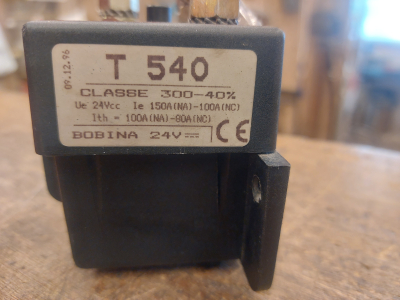 09.12.96
T 540
CLASSE 300-40%
Ue 24Vcc Ie 150A(NA)-100A(NC)
Ith = 100A(NA)-80A(NC)
BOBINA 24V⎓
CE